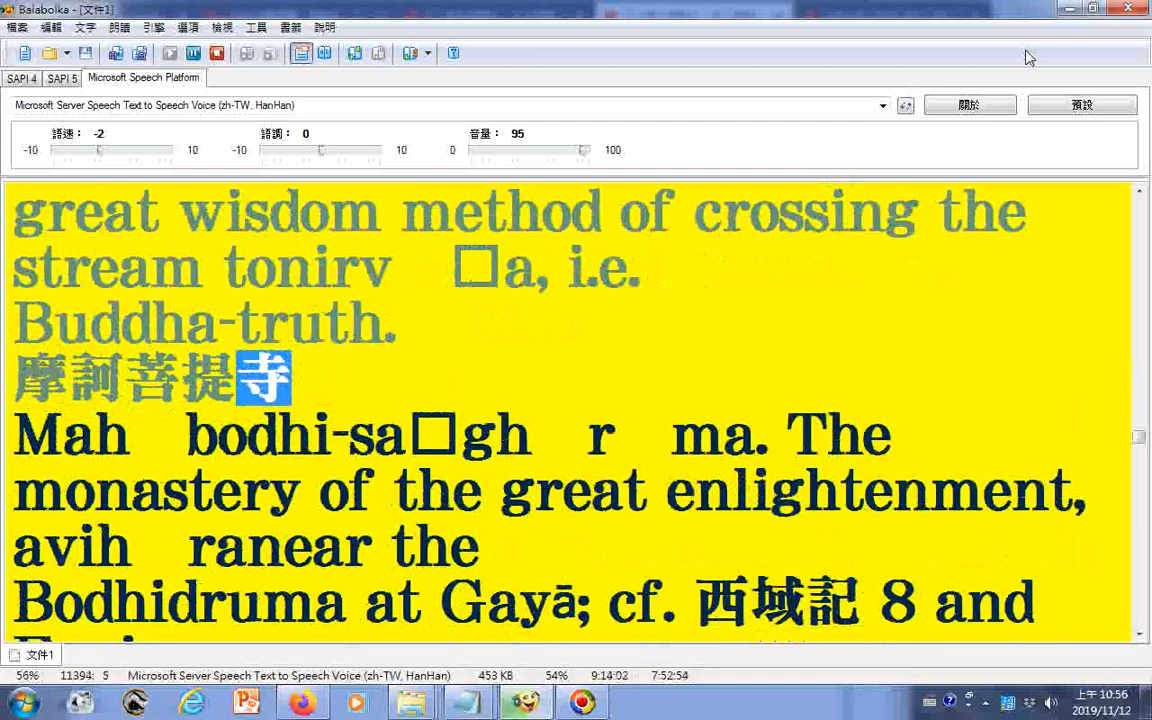 Balabolka - [文件1]
檔案 編輯 文字 朗讀 引擎 選項 檢視 工具 書籤 說明
SAPI 4 SAPI 5 Microsoft Speech Platform
Microsoft Server Speech Text to Speech Voice (zh-TW, HanHan) 關於 預設
語速： -2 語調： 0 音量： 95
-10 10 -10 10 0 100
great wisdom method of crossing the
stream tonirv □a, i.e.
Buddha-truth.
摩訶菩提寺
Mah bodhi-sa□gh r ma. The
monastery of the great enlightenment,
avih ranear the
Bodhidruma at Gayā; cf. 西域記 8 and
文件1
56% 11394: 5 Microsoft Server Speech Text to Speech Voice (zh-TW, HanHan) 453 KB 54% 9:14:02 7:52:54
上午 10:56
2019/11/12